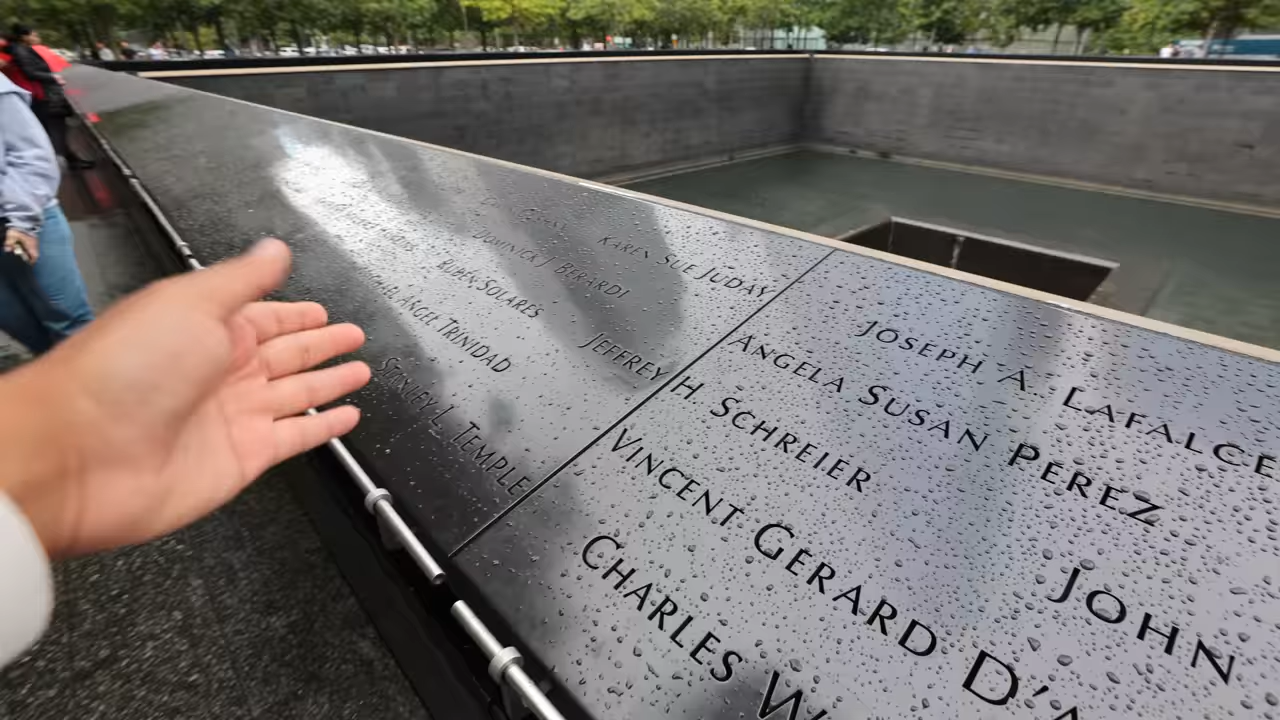 KAREN SUE JUDAY
DOMINICK J. BERARDI
RUBEN SOLARES
ANGEL TRINIDAD
STANLEY L. TEMPLE
JOSEPH A. LAFALCE
ANGELA SUSAN PEREZ
JEFFREY H. SCHREIER
JOHN
VINCENT GERARD D'A
CHARLES